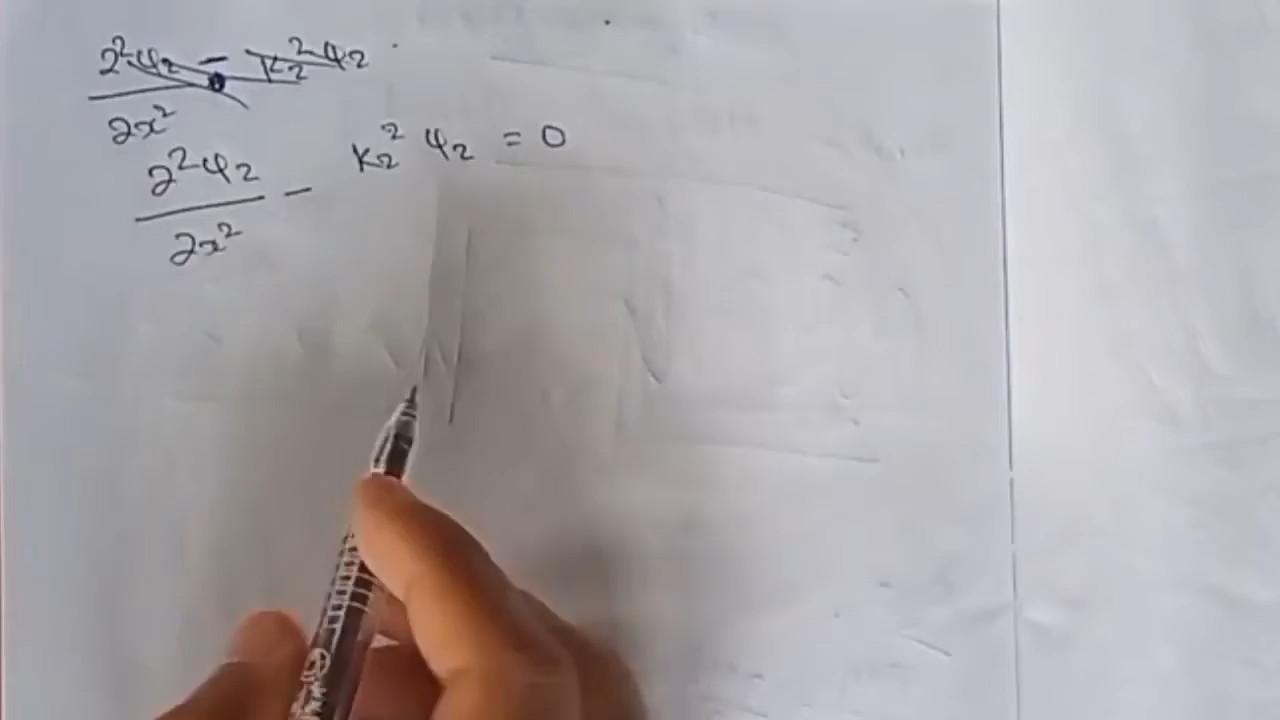 ∂²ψ₂ - K₂²ψ₂
∂x²
∂²ψ₂/∂x² - K₂² ψ₂ = 0